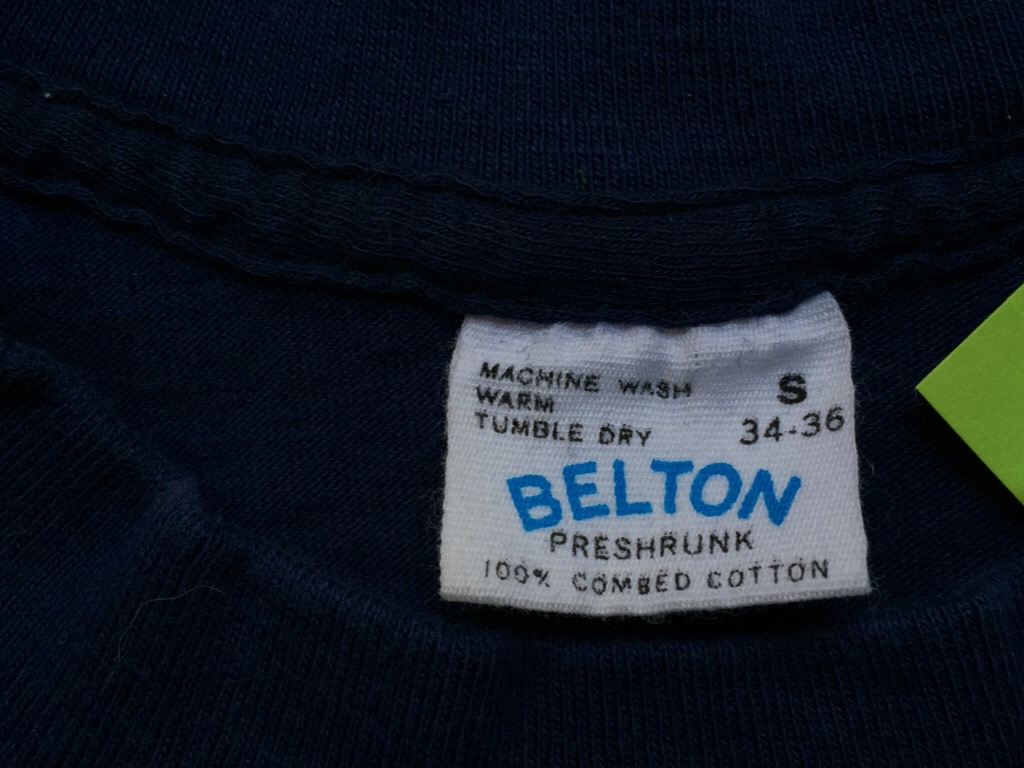 MACHINE WASH
WARM
TUMBLE DRY
S
34-36
BELTON
PRESHRUNK
100% COMBED COTTON